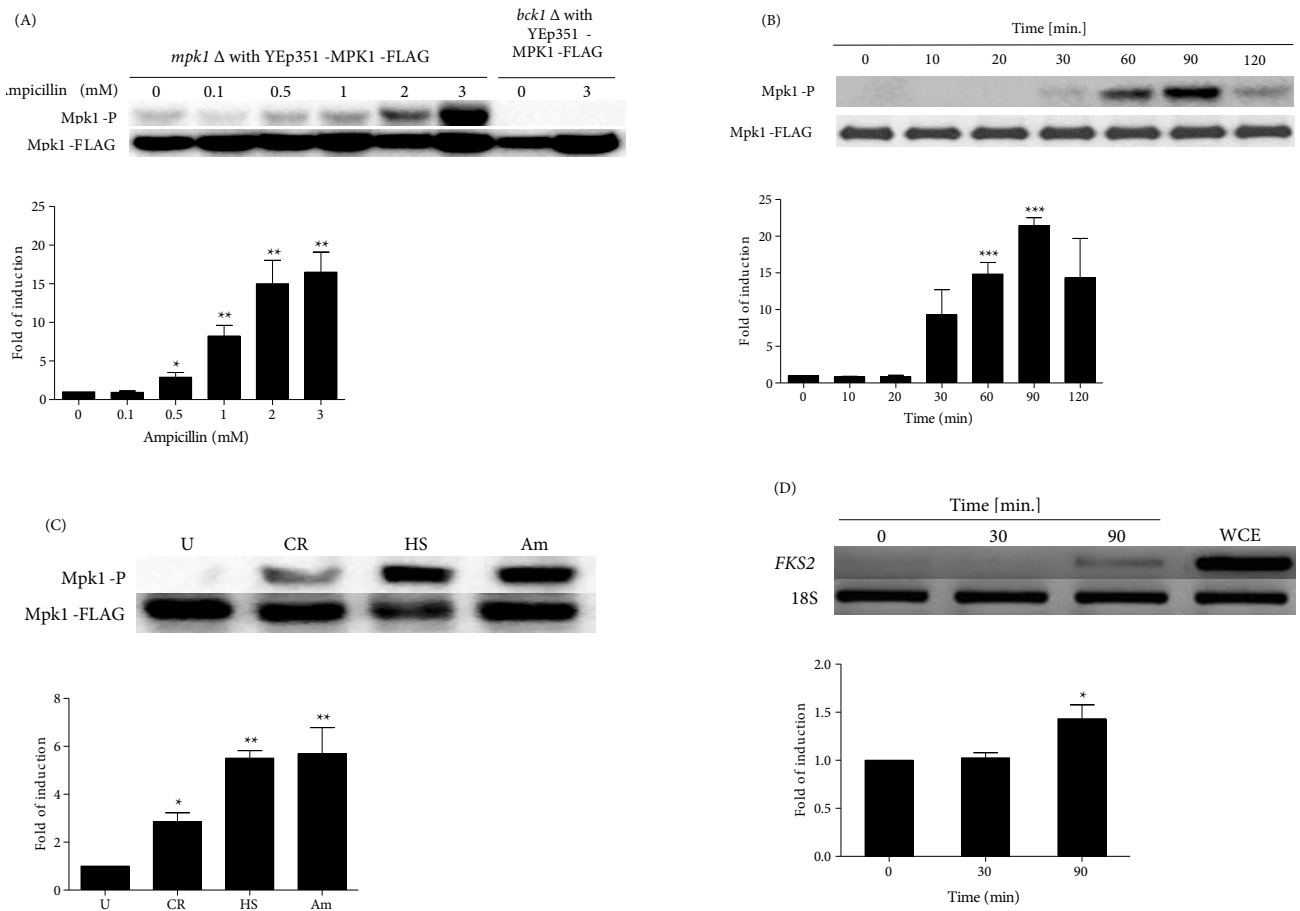 (A)
mpk1 Δ with YEp351 -MPK1 -FLAG
bck1 Δ with
YEp351 -
MPK1 -FLAG
mpicillin (mM) 0 0.1 0.5 1 2 3 0 3
Mpk1 -P
Mpk1 -FLAG
25
20
15
10
5
0
Fold of induction
* ** ** **
0 0.1 0.5 1 2 3
Ampicillin (mM)
(B)
Time [min.]
0 10 20 30 60 90 120
Mpk1 -P
Mpk1 -FLAG
25
20
15
10
5
0
Fold of induction
*** ***
0 10 20 30 60 90 120
Time (min)
(C)
U CR HS Am
Mpk1 -P
Mpk1 -FLAG
8
6
4
2
0
Fold of induction
* ** **
U CR HS Am
(D)
Time [min.]
0 30 90 WCE
FKS2
18S
2.0
1.5
1.0
0.5
0.0
Fold of induction
*
0 30 90
Time (min)